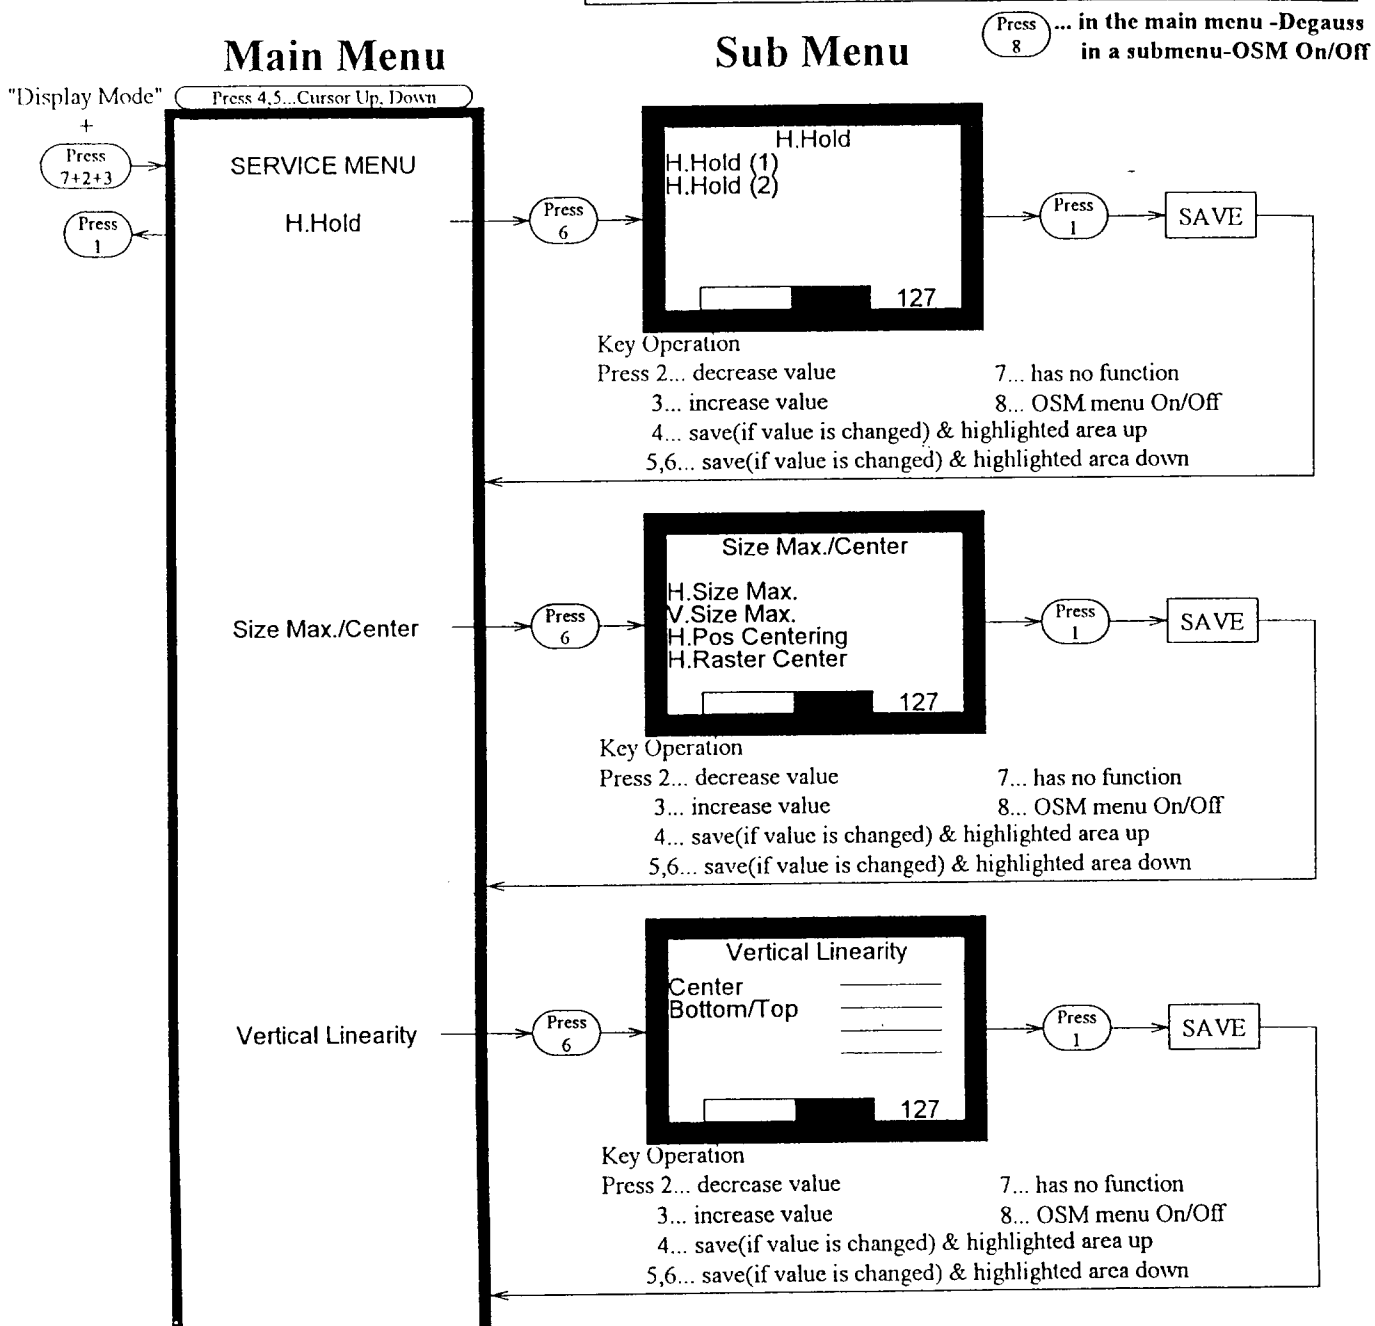 Press 8 ... in the main menu -Degauss
in a submenu-OSM On/Off
Main Menu
Sub Menu
"Display Mode"
+
Press
7+2+3
Press
1
Press 4,5...Cursor Up, Down
SERVICE MENU
H.Hold
Press
6
H.Hold
H.Hold (1)
H.Hold (2)
127
Press
1
SAVE
Key Operation
Press 2... decrease value
7... has no function
3... increase value
8... OSM menu On/Off
4... save(if value is changed) & highlighted area up
5,6... save(if value is changed) & highlighted area down
Size Max./Center
Press
6
Size Max./Center
H.Size Max.
V.Size Max.
H.Pos Centering
H.Raster Center
127
Press
1
SAVE
Key Operation
Press 2... decrease value
7... has no function
3... increase value
8... OSM menu On/Off
4... save(if value is changed) & highlighted area up
5,6... save(if value is changed) & highlighted area down
Vertical Linearity
Press
6
Vertical Linearity
Center
Bottom/Top
127
Press
1
SAVE
Key Operation
Press 2... decrease value
7... has no function
3... increase value
8... OSM menu On/Off
4... save(if value is changed) & highlighted area up
5,6... save(if value is changed) & highlighted area down